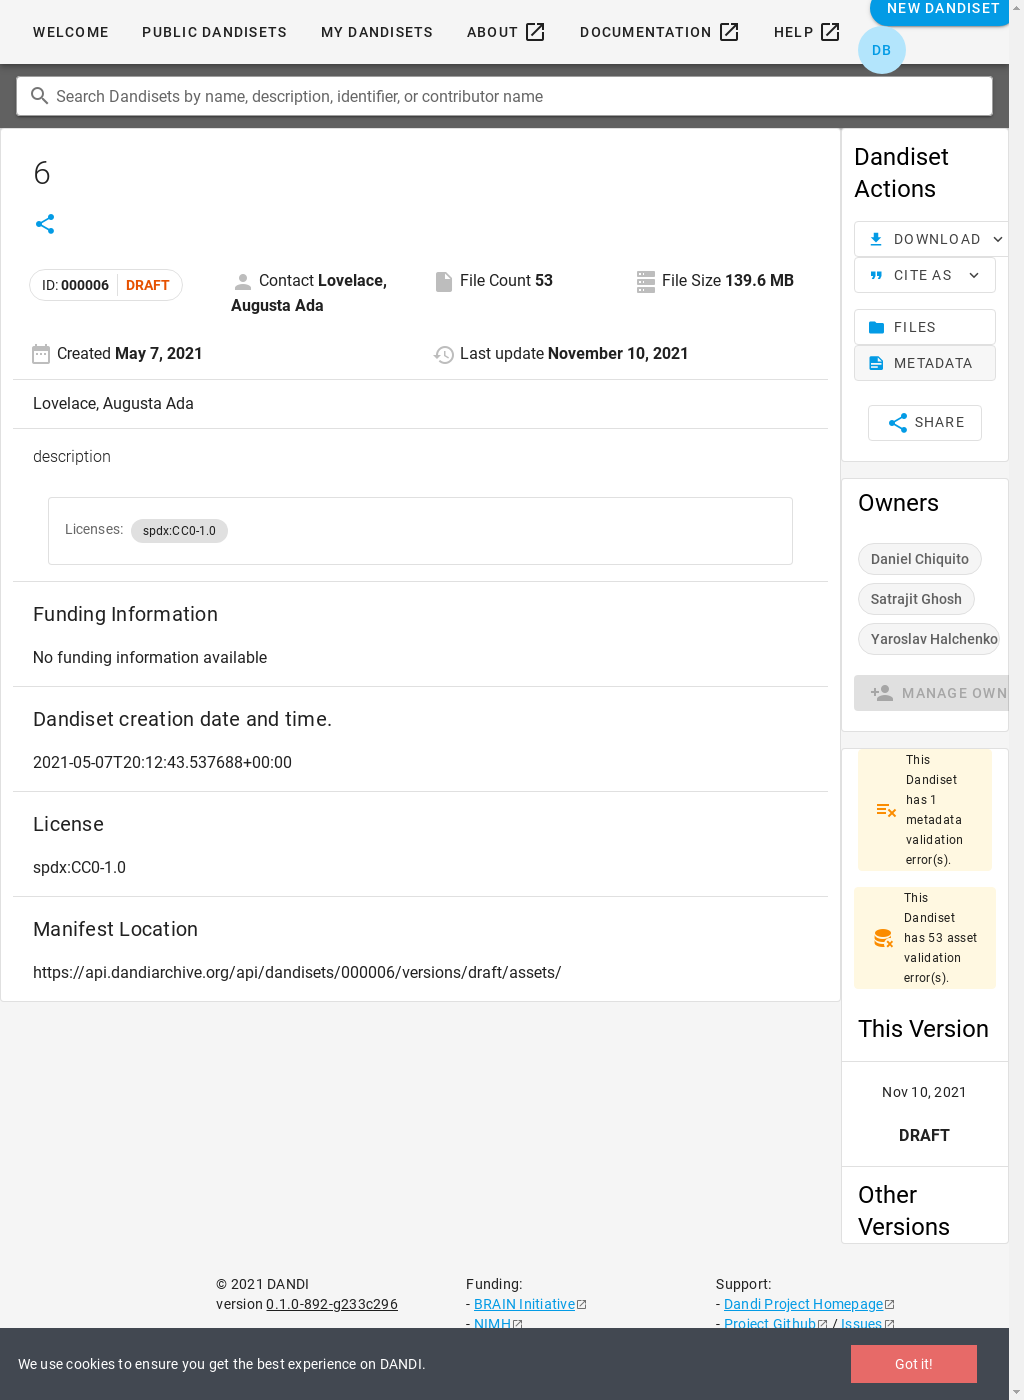 WELCOME PUBLIC DANDISETS MY DANDISETS ABOUT DOCUMENTATION HELP NEW DANDISET
DB
Search Dandisets by name, description, identifier, or contributor name
6
ID: 000006 DRAFT
Contact Lovelace, Augusta Ada
File Count 53
File Size 139.6 MB
Created May 7, 2021
Last update November 10, 2021
Lovelace, Augusta Ada
description
Licenses: spdx:CC0-1.0
Funding Information
No funding information available
Dandiset creation date and time.
2021-05-07T20:12:43.537688+00:00
License
spdx:CC0-1.0
Manifest Location
https://api.dandiarchive.org/api/dandisets/000006/versions/draft/assets/
Dandiset
Actions
DOWNLOAD
CITE AS
FILES
METADATA
SHARE
Owners
Daniel Chiquito
Satrajit Ghosh
Yaroslav Halchenko
MANAGE OWN
This
Dandiset
has 1
metadata
validation
error(s).
This
Dandiset
has 53 asset
validation
error(s).
This Version
Nov 10, 2021
DRAFT
Other
Versions
© 2021 DANDI
version 0.1.0-892-g233c296
Funding:
- BRAIN Initiative
- NIMH
Support:
- Dandi Project Homepage
- Project Github / Issues
We use cookies to ensure you get the best experience on DANDI.
Got it!